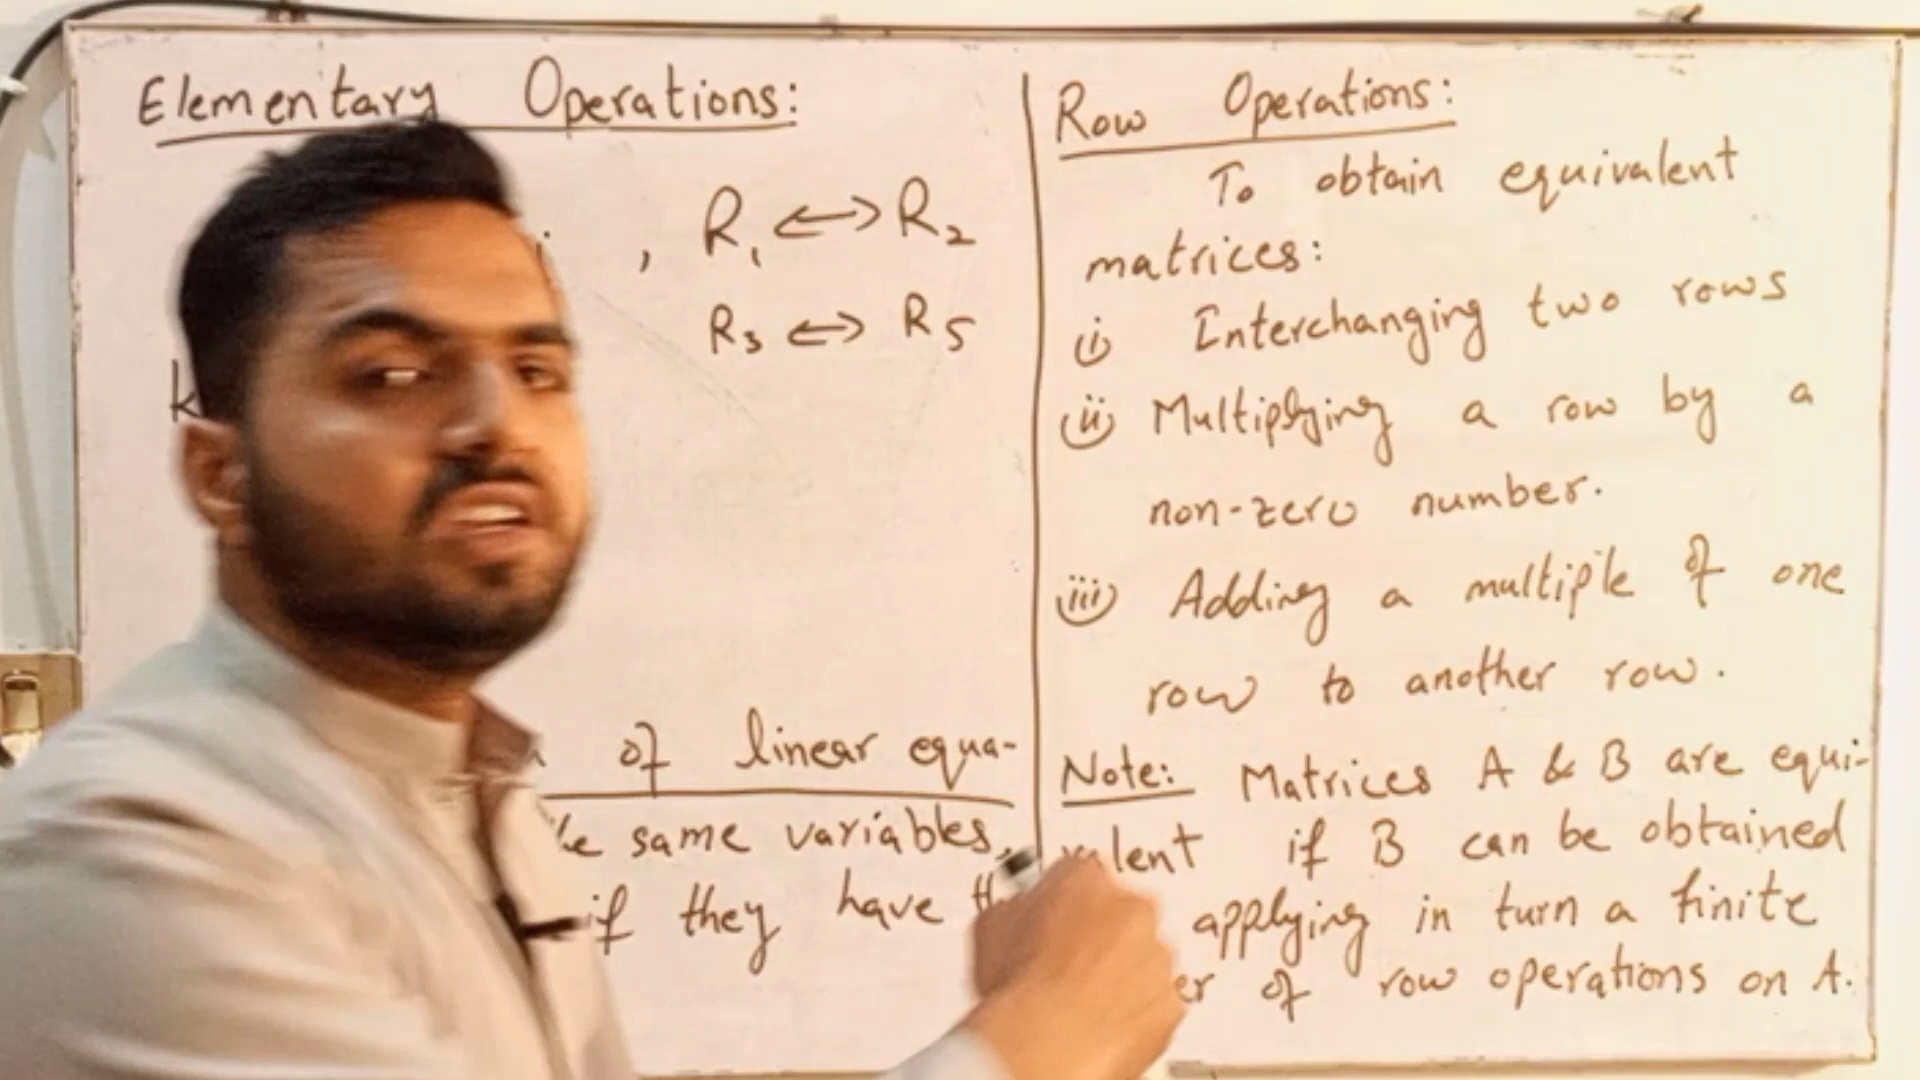 Elementary Operations:
, R₁ <-> R₂
R₃ <-> R₅
k
of linear equa-
same variables,
if they have
Row Operations:
To obtain equivalent
matrices:
(i) Interchanging two rows
(ii) Multiplying a row by a
non-zero number.
(iii) Adding a multiple of one
row to another row.
Note: Matrices A & B are equi-
valent if B can be obtained
applying in turn a finite
er of row operations on A.